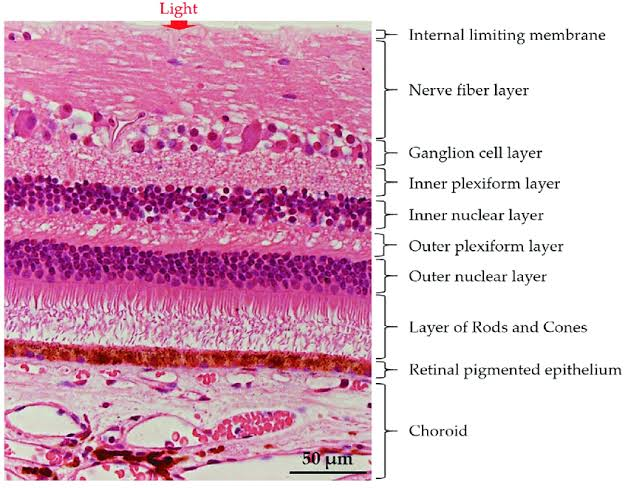 Light
Internal limiting membrane
Nerve fiber layer
Ganglion cell layer
Inner plexiform layer
Inner nuclear layer
Outer plexiform layer
Outer nuclear layer
Layer of Rods and Cones
Retinal pigmented epithelium
Choroid
50 µm